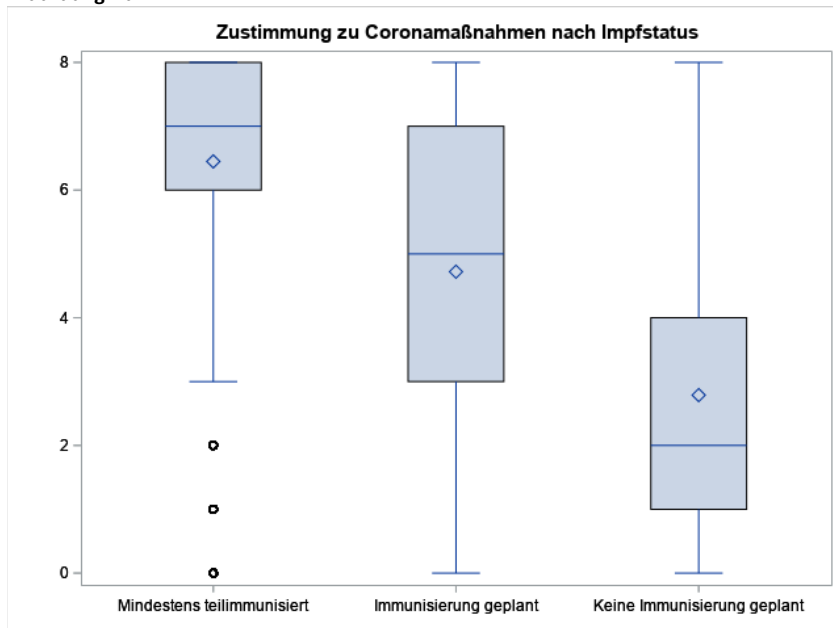 Zustimmung zu Coronamaßnahmen nach Impfstatus
8
6
4
2
0
Mindestens teilimmunisiert
Immunisierung geplant
Keine Immunisierung geplant